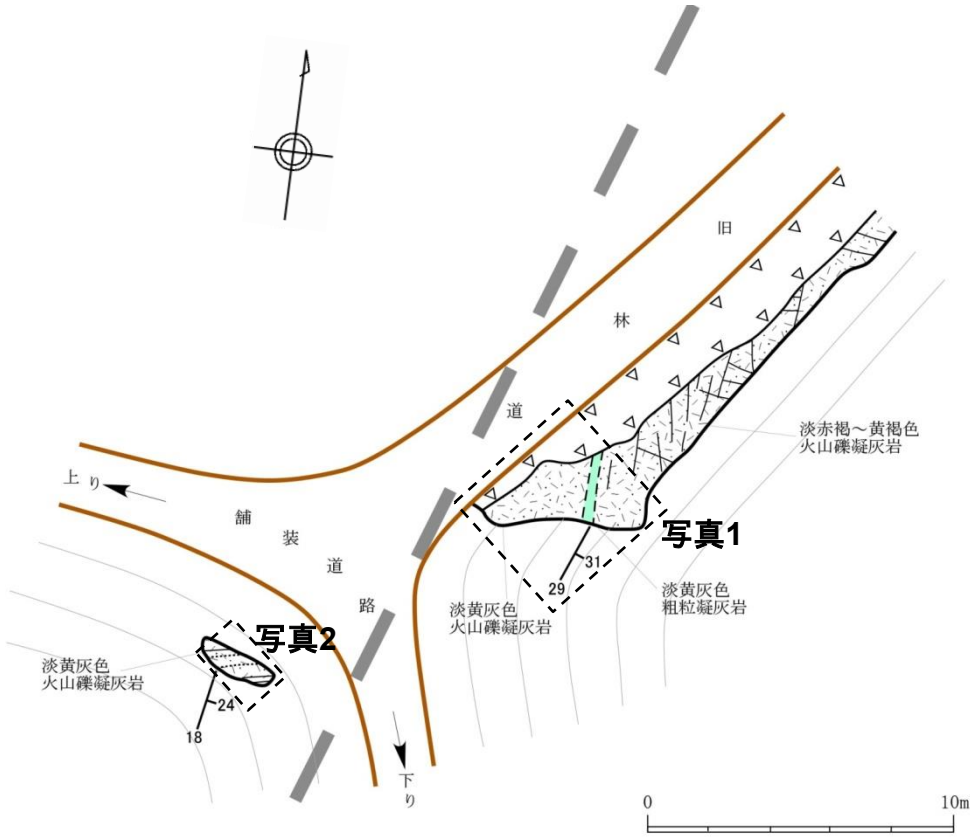 旧
林
道
淡赤褐～黄褐色
火山礫凝灰岩
上り
舗
装
道
路
写真1
31
29
淡黄灰色
粗粒凝灰岩
淡黄灰色
火山礫凝灰岩
写真2
淡黄灰色
火山礫凝灰岩
24
18
下り
0
10m